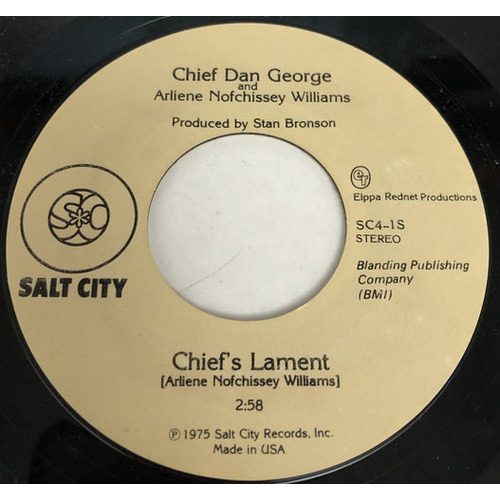 Chief Dan George
and
Arliene Nofchissey Williams
Produced by Stan Bronson
Elppa Rednet Productions
SC4-1S
STEREO
Blanding Publishing
Company
(BMI)
SALT CITY
Chief's Lament
[Arliene Nofchissey Williams]
2:58
Ⓟ 1975 Salt City Records, Inc.
Made in USA